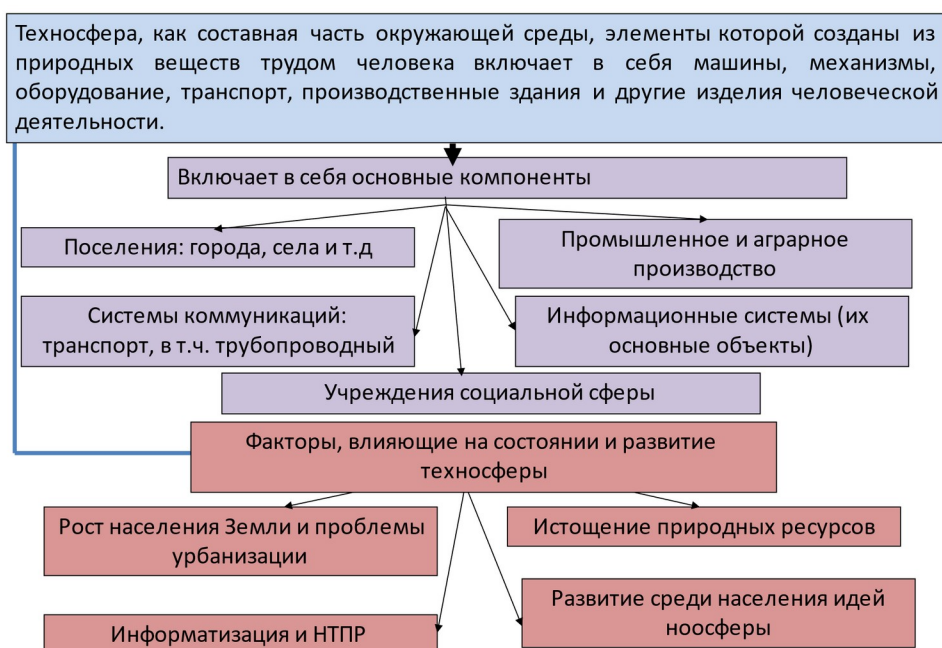 Техносфера, как составная часть окружающей среды, элементы которой созданы из
природных веществ трудом человека включает в себя машины, механизмы,
оборудование, транспорт, производственные здания и другие изделия человеческой
деятельности.
Включает в себя основные компоненты
Поселения: города, села и т.д
Промышленное и аграрное
производство
Системы коммуникаций:
транспорт, в т.ч. трубопроводный
Информационные системы (их
основные объекты)
Учреждения социальной сферы
Факторы, влияющие на состоянии и развитие
техносферы
Рост населения Земли и проблемы
урбанизации
Истощение природных ресурсов
Информатизация и НТПР
Развитие среди населения идей
ноосферы